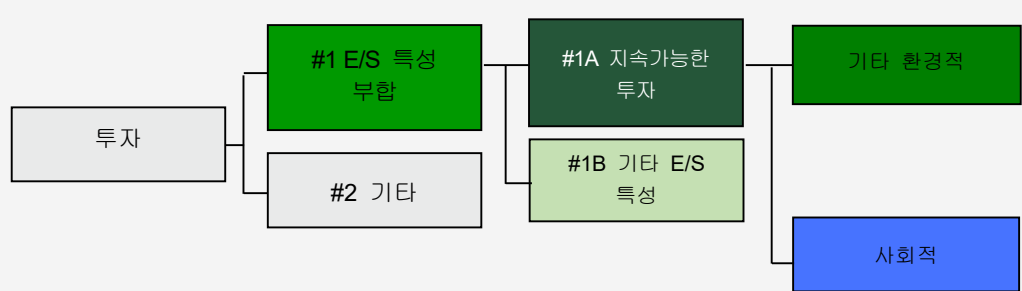 투자
#1 E/S 특성
부합
#2 기타
#1A 지속가능한
투자
#1B 기타 E/S
특성
기타 환경적
사회적